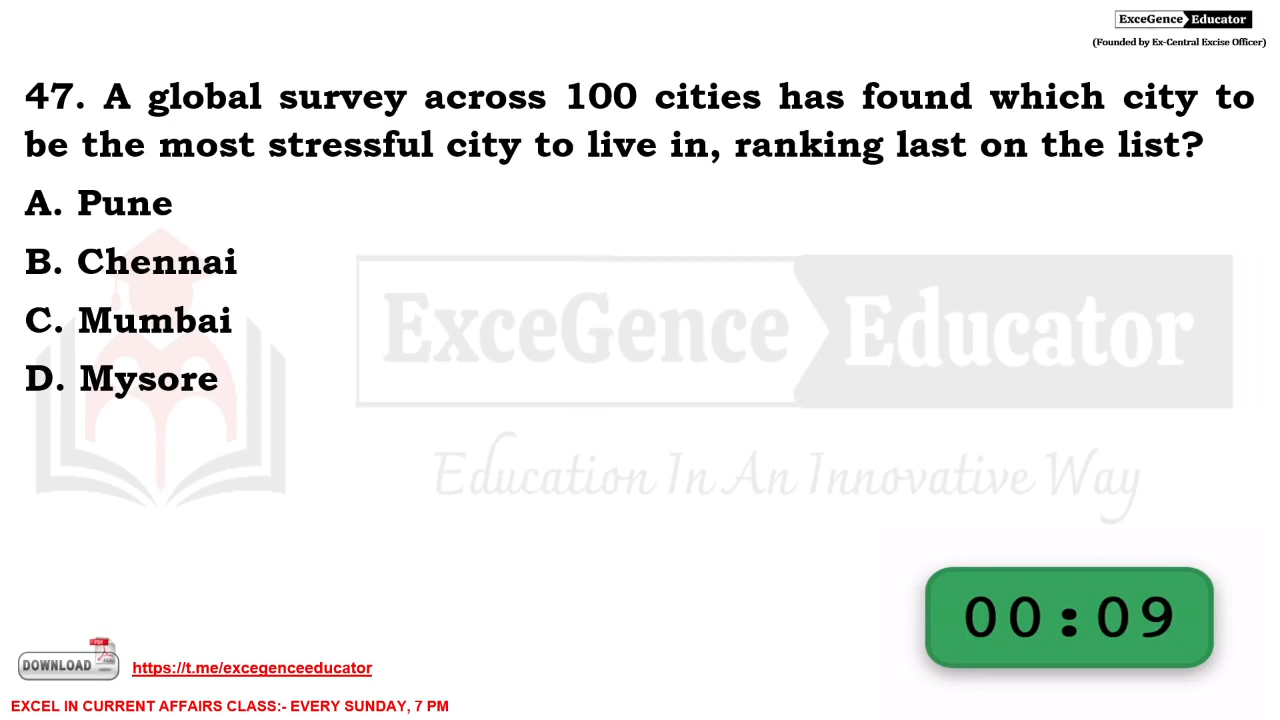 ExceGence Educator
(Founded by Ex-Central Excise Officer)
47. A global survey across 100 cities has found which city to
be the most stressful city to live in, ranking last on the list?
A. Pune
B. Chennai
C. Mumbai
D. Mysore
ExceGence Educator
Education In An Innovative Way
00:09
PDF
DOWNLOAD
https://t.me/excegenceeducator
EXCEL IN CURRENT AFFAIRS CLASS:- EVERY SUNDAY, 7 PM